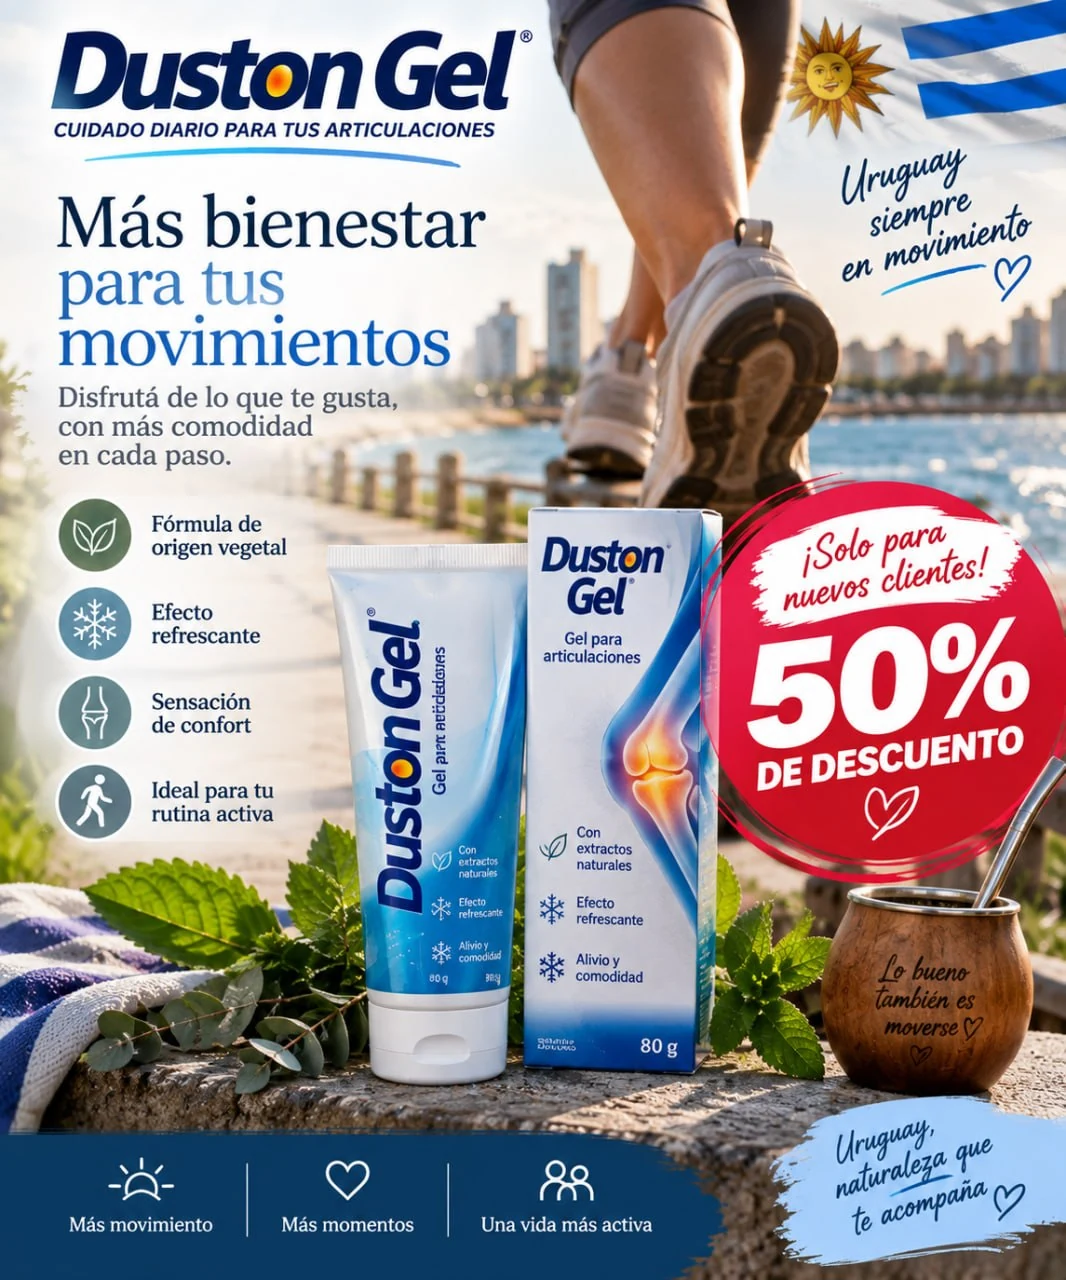 Duston Gel®
CUIDADO DIARIO PARA TUS ARTICULACIONES
Más bienestar
para tus
movimientos
Disfrutá de lo que te gusta,
con más comodidad
en cada paso.
Uruguay
siempre
en movimiento
Fórmula de
origen vegetal
Efecto
refrescante
Sensación
de confort
Ideal para tu
rutina activa
Duston Gel®
Gel
Con
extractos
naturales
Efecto
refrescante
Alivio y
comodidad
80 g
Duston
Gel®
Gel para
articulaciones
Con
extractos
naturales
Efecto
refrescante
Alivio y
comodidad
80 g
¡Solo para
nuevos clientes!
50%
DE DESCUENTO
Lo bueno
también es
moverse
Más movimiento
Más momentos
Una vida más activa
Uruguay,
naturaleza que
te acompaña